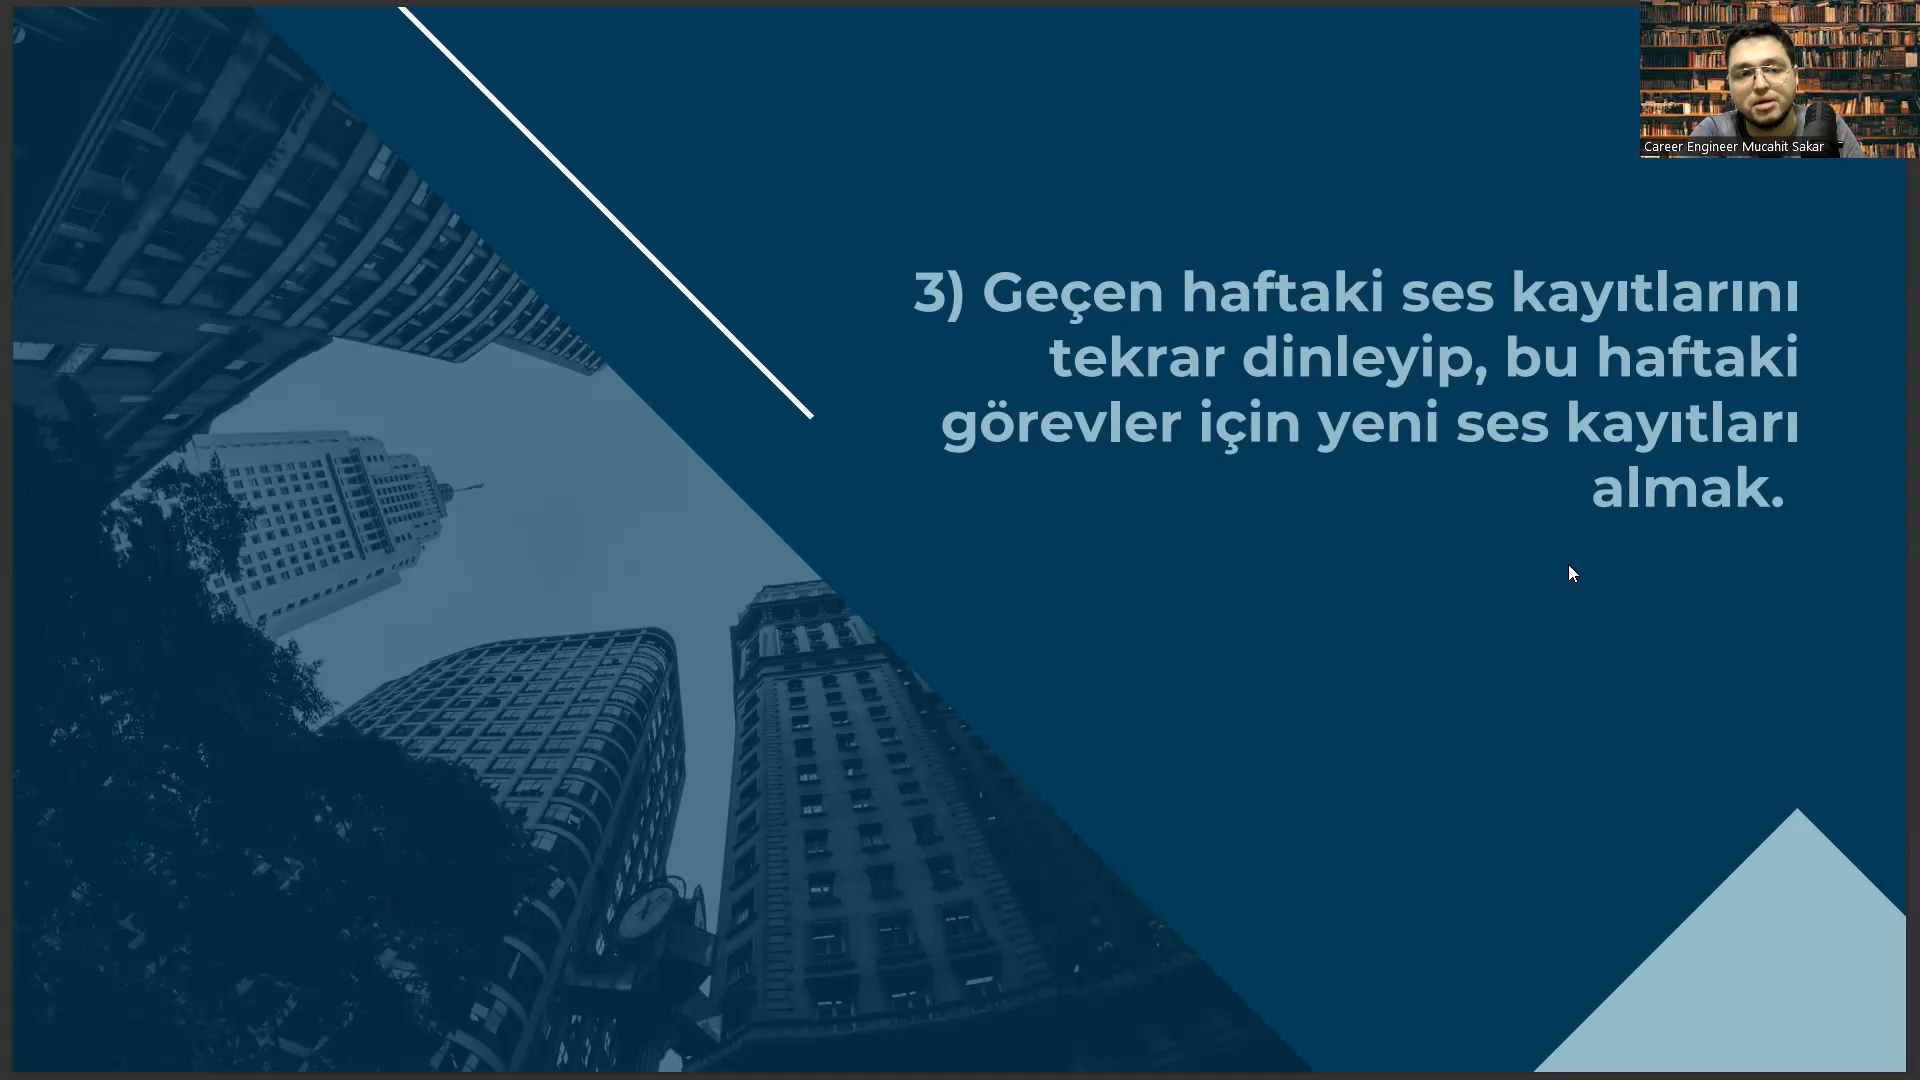 Career Engineer Mucahit Sakar
3) Geçen haftaki ses kayıtlarını
tekrar dinleyip, bu haftaki
görevler için yeni ses kayıtları
almak.